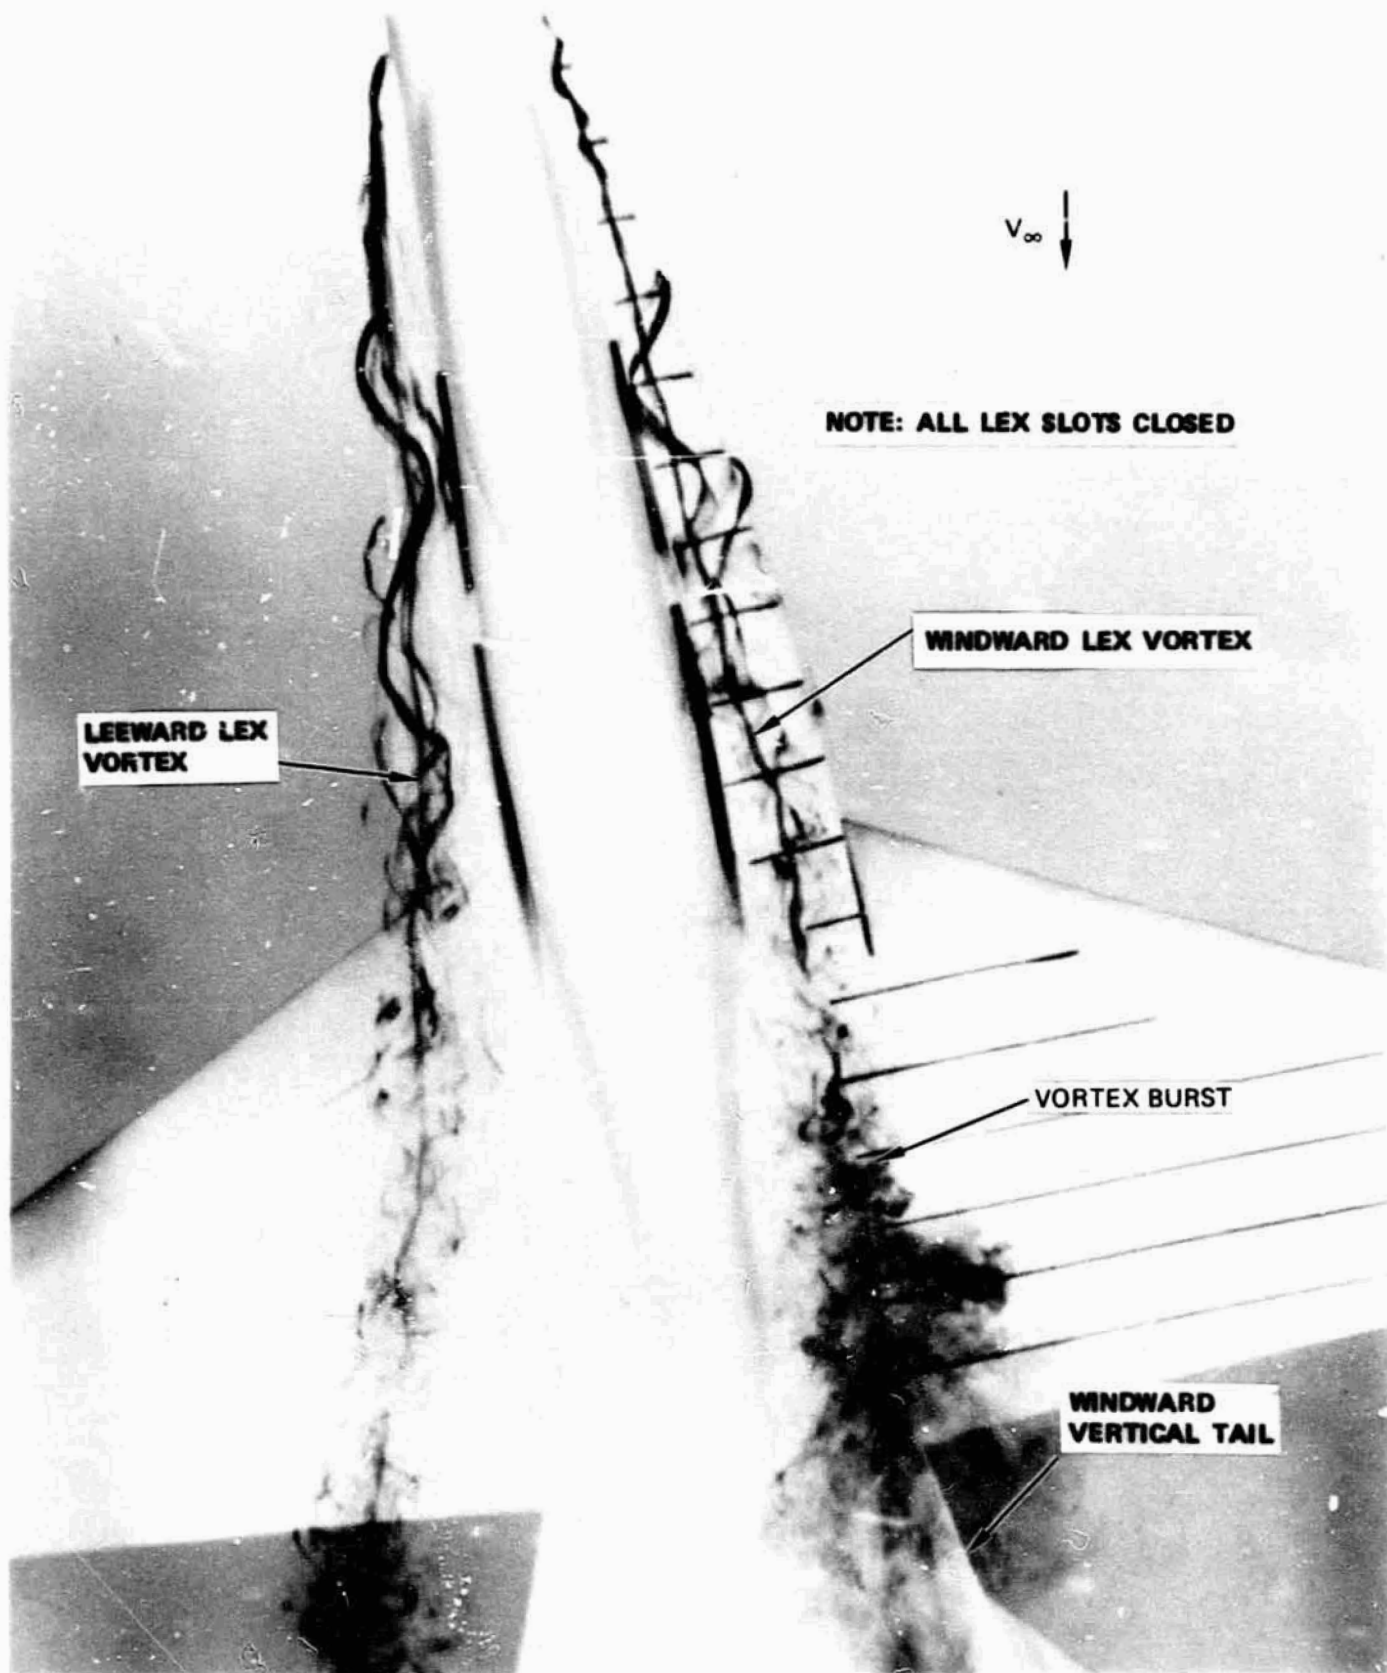 V∞
NOTE: ALL LEX SLOTS CLOSED
WINDWARD LEX VORTEX
LEEWARD LEX
VORTEX
VORTEX BURST
WINDWARD
VERTICAL TAIL